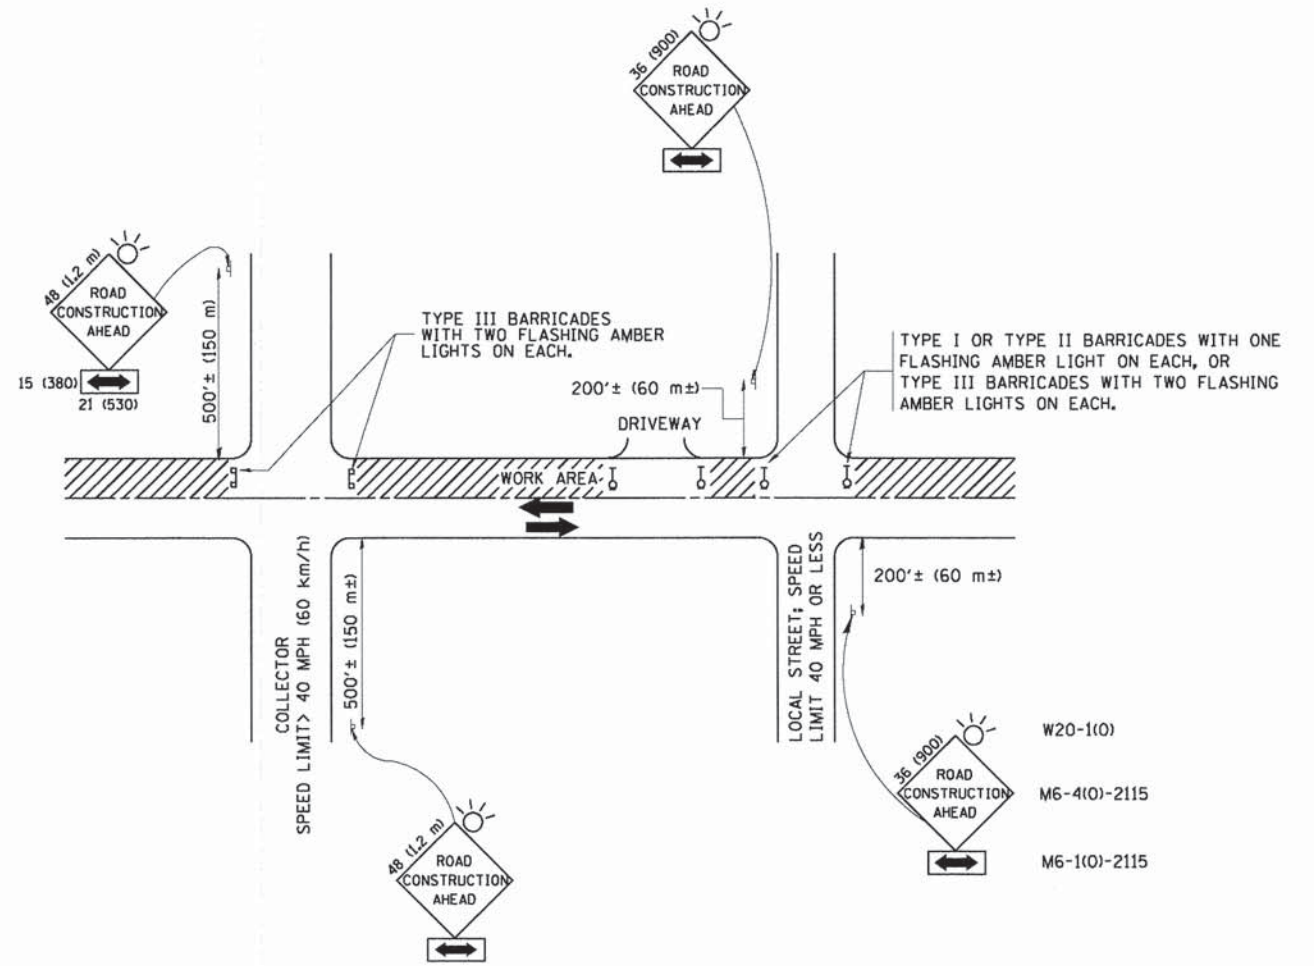 36 (900)
ROAD
CONSTRUCTION
AHEAD
48 (1.2 m)
ROAD
CONSTRUCTION
AHEAD
15 (380)
21 (530)
500'± (150 m)
TYPE III BARRICADES
WITH TWO FLASHING AMBER
LIGHTS ON EACH.
200'± (60 m±)
DRIVEWAY
TYPE I OR TYPE II BARRICADES WITH ONE
FLASHING AMBER LIGHT ON EACH, OR
TYPE III BARRICADES WITH TWO FLASHING
AMBER LIGHTS ON EACH.
WORK AREA
COLLECTOR
SPEED LIMIT> 40 MPH (60 km/h)
500'± (150 m±)
LOCAL STREET; SPEED
LIMIT 40 MPH OR LESS
200'± (60 m±)
48 (1.2 m)
ROAD
CONSTRUCTION
AHEAD
36 (900)
ROAD
CONSTRUCTION
AHEAD
W20-1(O)
M6-4(O)-2115
M6-1(O)-2115